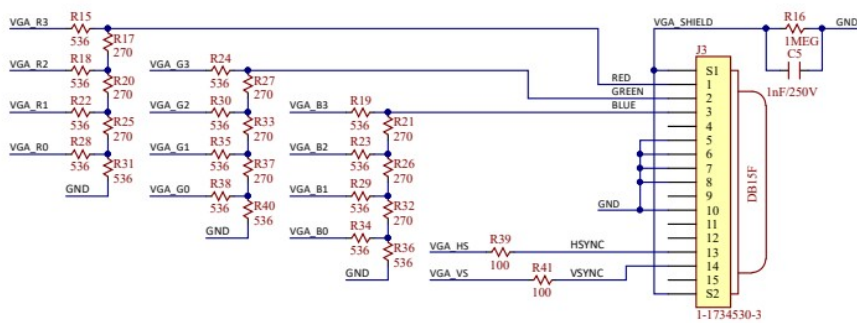 VGA_R3 R15 536 R17 270
VGA_R2 R18 536 R20 270
VGA_R1 R22 536 R25 270
VGA_R0 R28 536 R31 536
GND
VGA_G3 R24 536 R27 270
VGA_G2 R30 536 R33 270
VGA_G1 R35 536 R37 270
VGA_G0 R38 536 R40 536
GND
VGA_B3 R19 536 R21 270
VGA_B2 R23 536 R26 270
VGA_B1 R29 536 R32 270
VGA_B0 R34 536 R36 536
GND
VGA_HS R39 100 HSYNC
VGA_VS R41 100 VSYNC
RED
GREEN
BLUE
GND
VGA_SHIELD R16 GND
1MEG
C5
1nF/250V
J3
S1
1
2
3
4
5
6
7
8
9
10
11
12
13
14
15
S2
DB15F
1-1734530-3